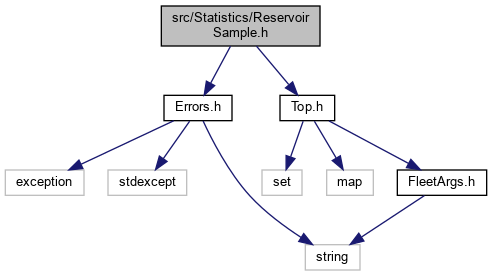 src/Statistics/Reservoir
Sample.h
Errors.h
Top.h
exception
stdexcept
set
map
FleetArgs.h
string